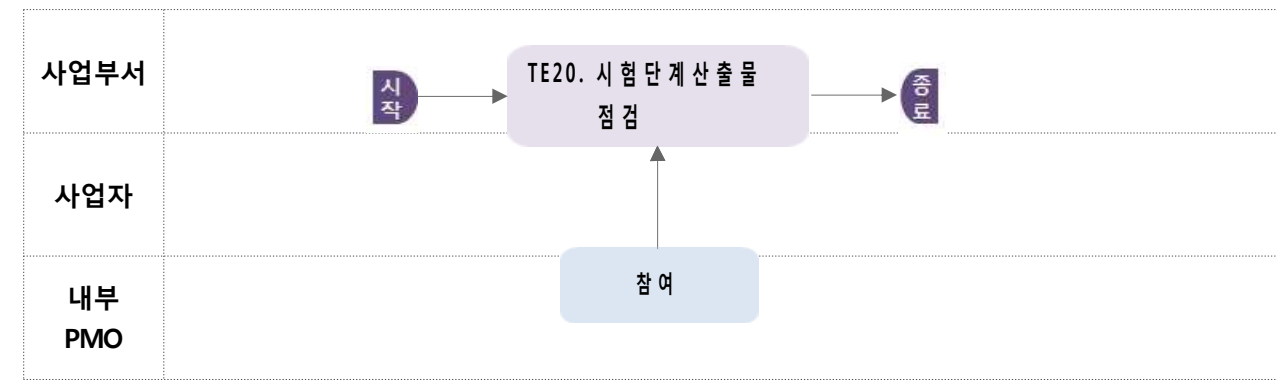 사업부서
시작
TE20. 시험단계산출물
점검
종료
사업자
내부
PMO
참여